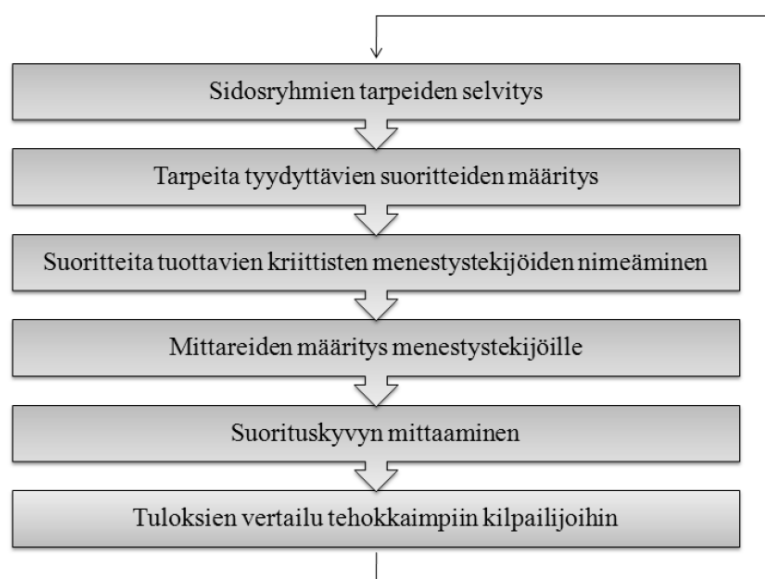 Sidosryhmien tarpeiden selvitys
Tarpeita tyydyttävien suoritteiden määritys
Suoritteita tuottavien kriittisten menestystekijöiden nimeäminen
Mittareiden määritys menestystekijöille
Suorituskyvyn mittaaminen
Tuloksien vertailu tehokkaimpiin kilpailijoihin